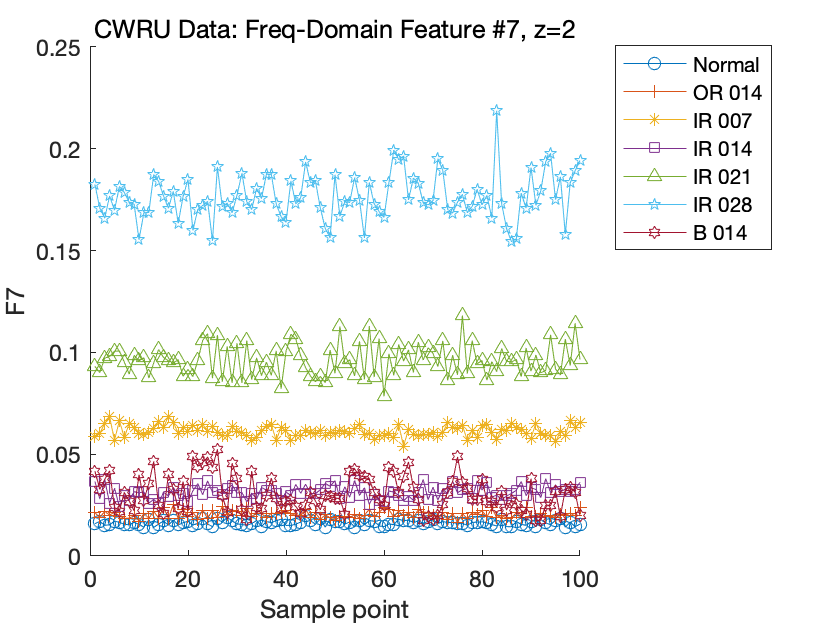 CWRU Data: Freq-Domain Feature #7, z=2
0.25
0.2
0.15
0.1
0.05
0
F7
0
20
40
60
80
100
Sample point
Normal
OR 014
IR 007
IR 014
IR 021
IR 028
B 014